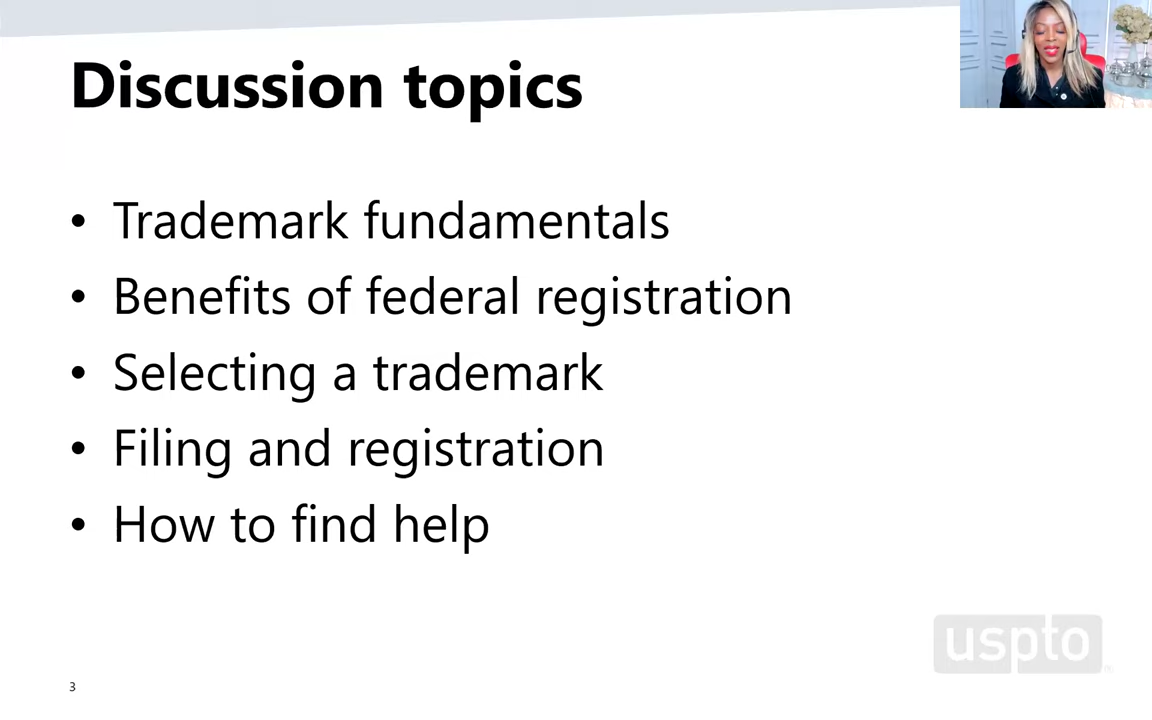 Discussion topics
• Trademark fundamentals
• Benefits of federal registration
• Selecting a trademark
• Filing and registration
• How to find help
uspto®
3